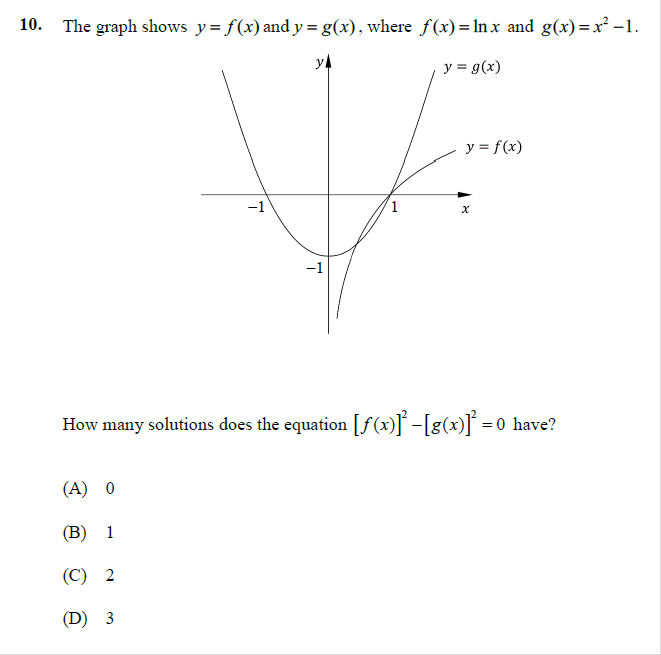 10. The graph shows y = f(x) and y = g(x), where f(x) = ln x and g(x) = x² − 1.
y
y = g(x)
y = f(x)
−1
1
x
−1
How many solutions does the equation [f(x)]² − [g(x)]² = 0 have?
(A) 0
(B) 1
(C) 2
(D) 3